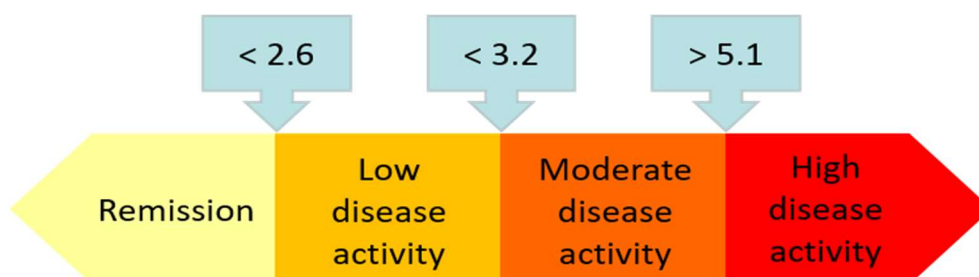 < 2.6
< 3.2
> 5.1
Remission
Low
disease
activity
Moderate
disease
activity
High
disease
activity